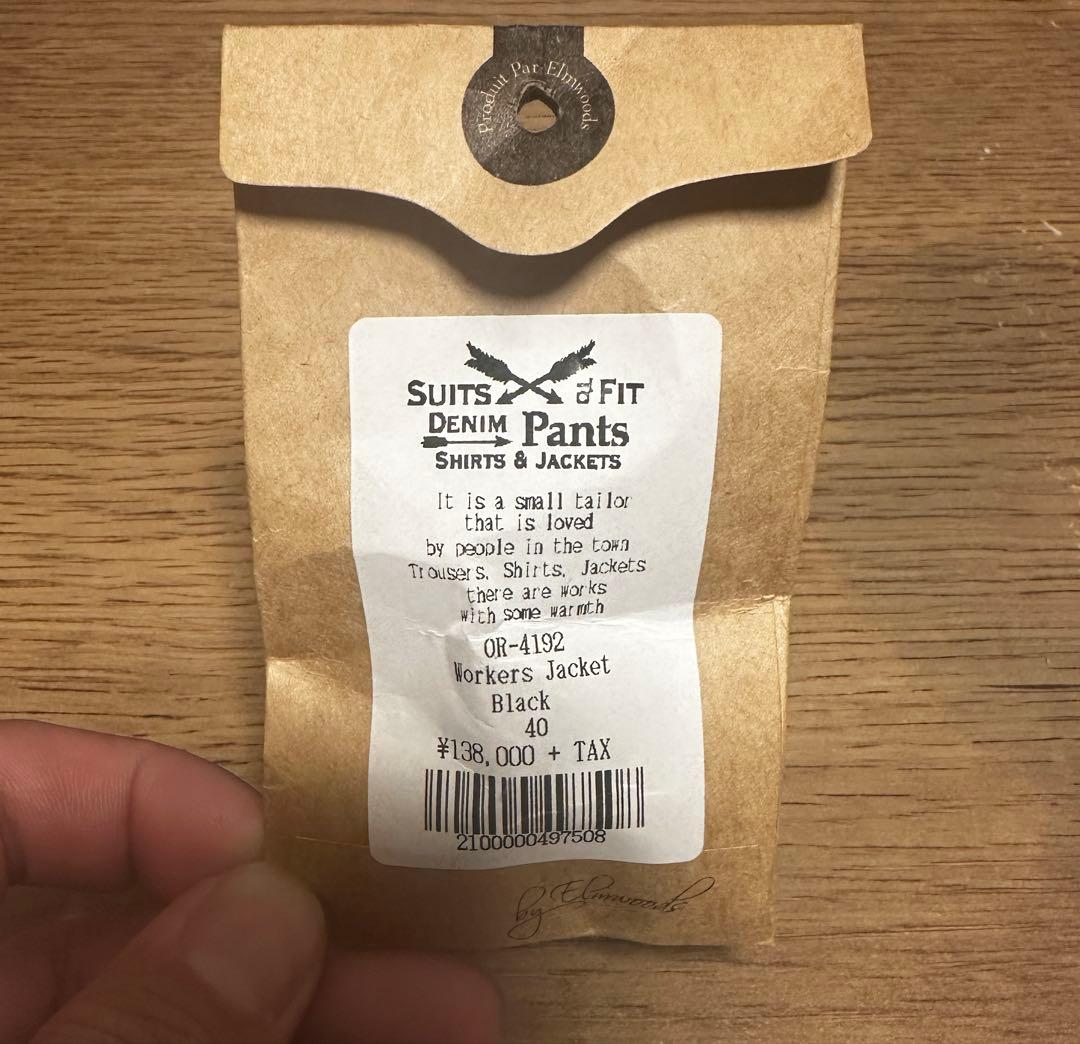 Produit Par Elmwoods
SUITS & FIT
DENIM Pants
SHIRTS & JACKETS
It is a small tailor
that is loved
by people in the town
Trousers, Shirts, Jackets
there are works
with some warmth
OR-4192
Workers Jacket
Black
40
¥138,000 + TAX
2100000497508
by Elmwoods